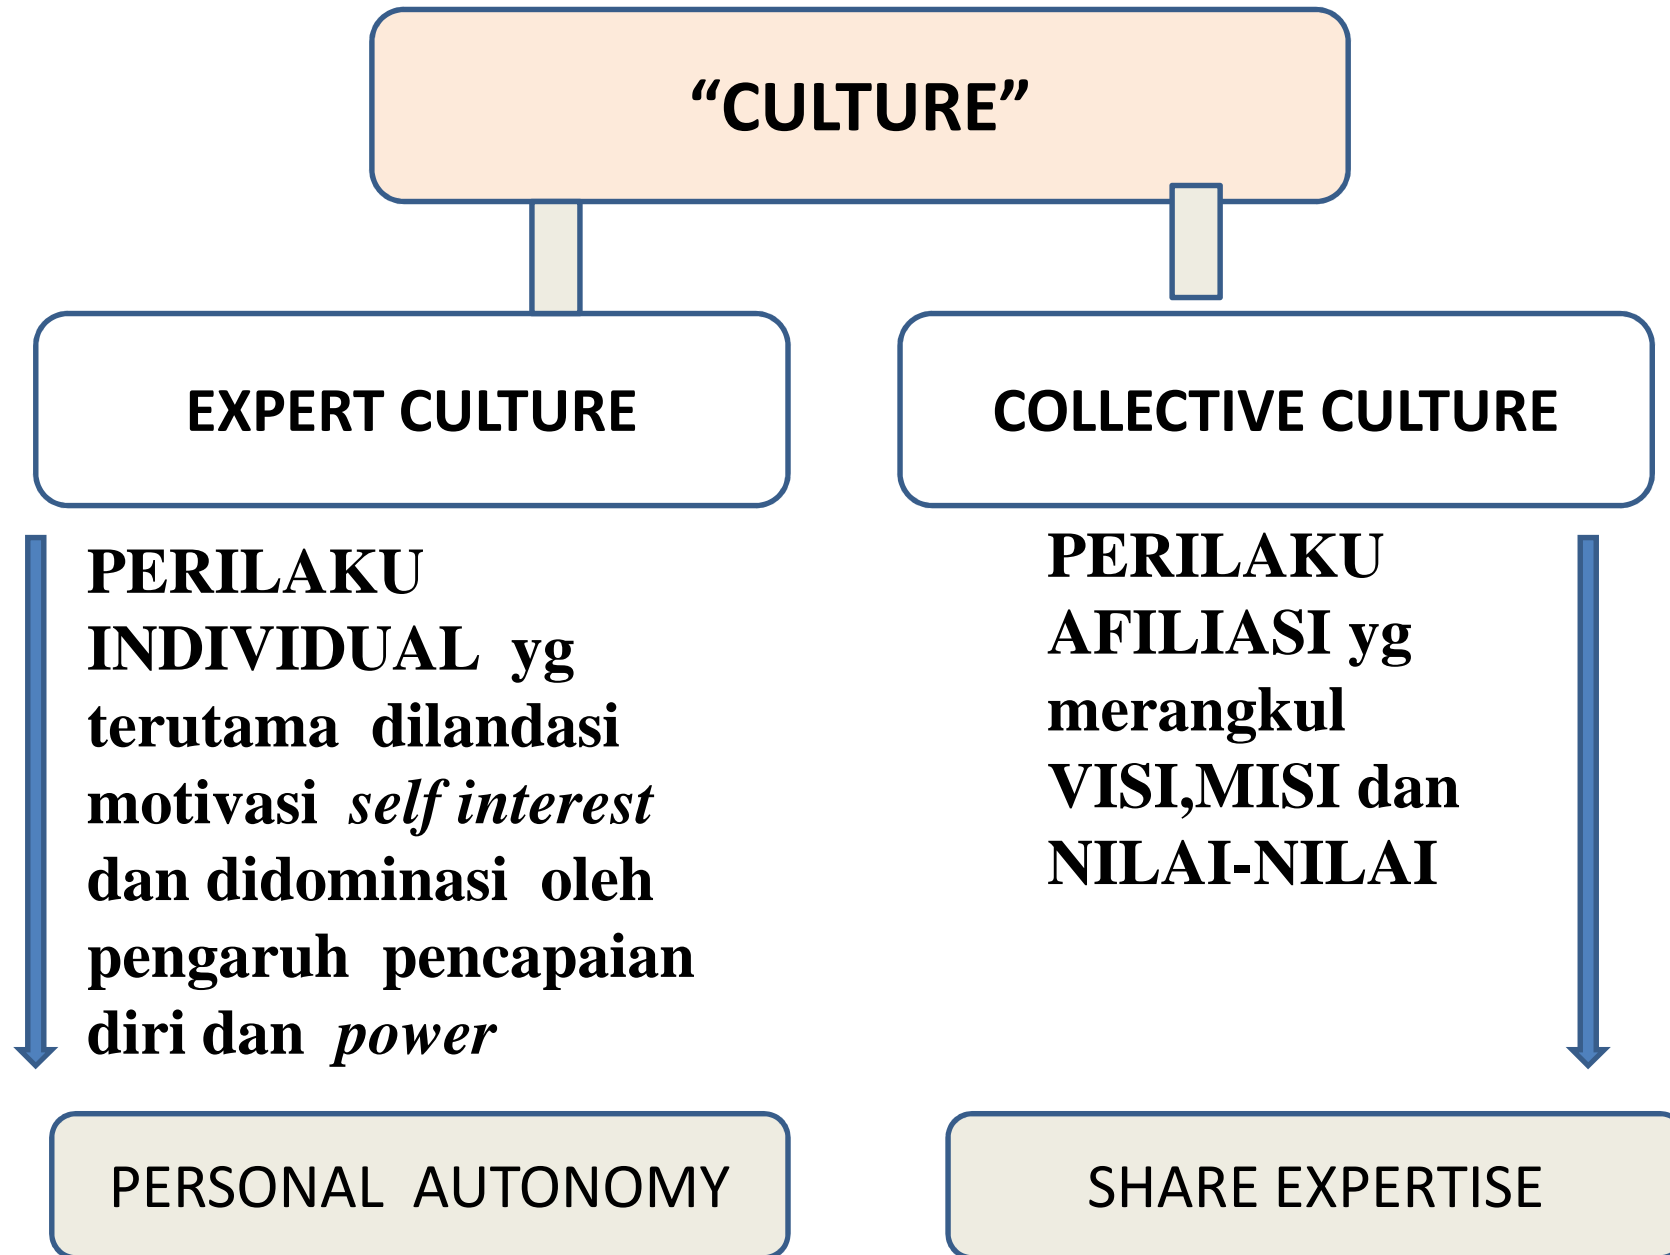 “CULTURE”
EXPERT CULTURE
PERILAKU
INDIVIDUAL yg
terutama dilandasi
motivasi self interest
dan didominasi oleh
pengaruh pencapaian
diri dan power
PERSONAL AUTONOMY
COLLECTIVE CULTURE
PERILAKU
AFILIASI yg
merangkul
VISI,MISI dan
NILAI-NILAI
SHARE EXPERTISE